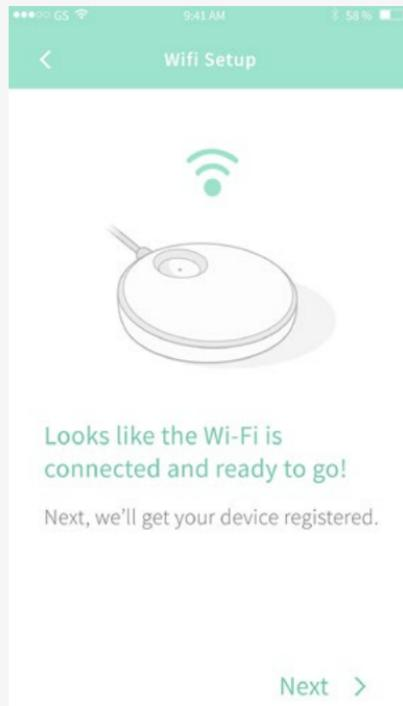 GS 9:41 AM 58%
Wifi Setup
Looks like the Wi-Fi is
connected and ready to go!
Next, we'll get your device registered.
Next